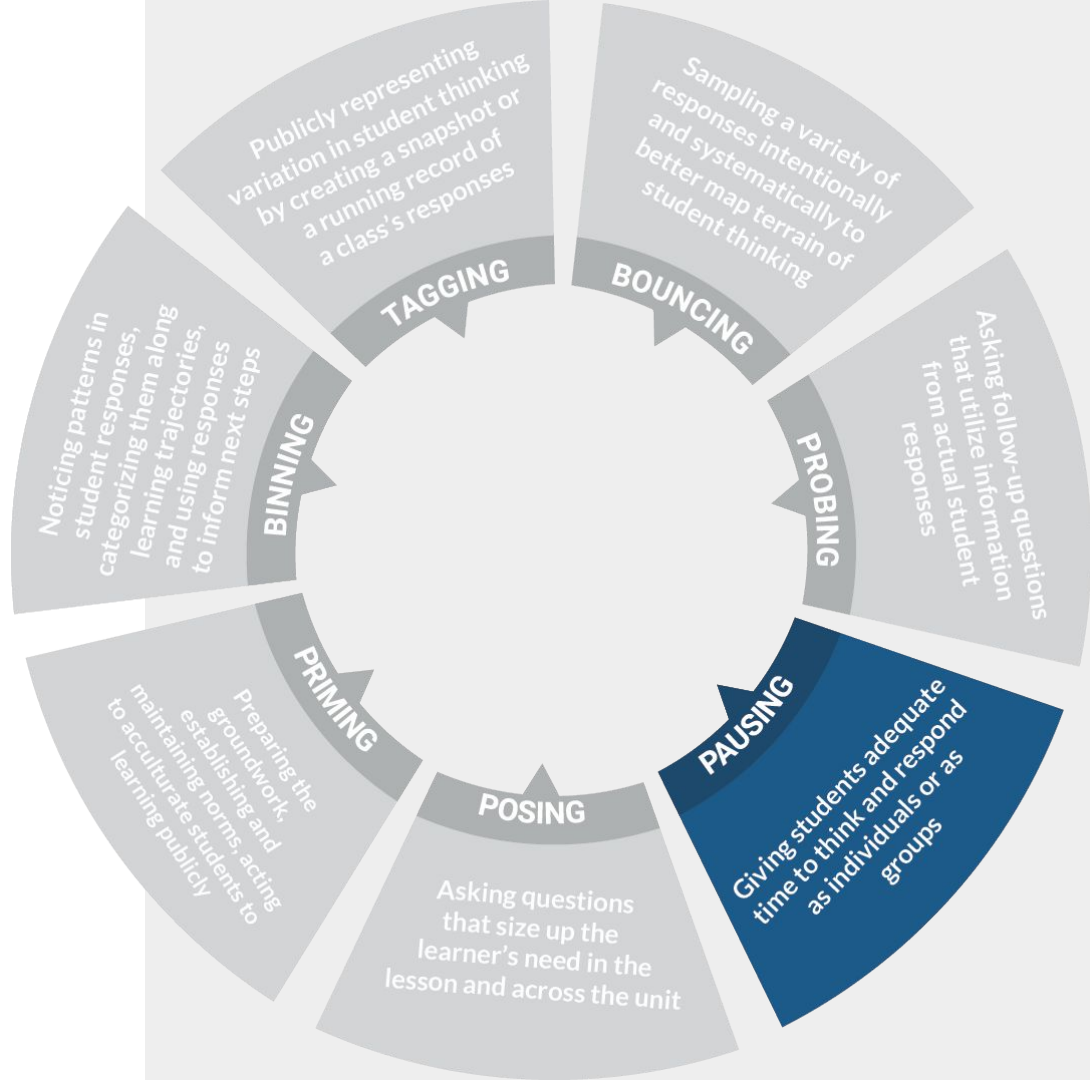 Publicly representing
variation in student thinking
by creating a snapshot or
a running record of
a class's responses
TAGGING
Sampling a variety of
responses intentionally
and systematically to
better map terrain of
student thinking
BOUNCING
Asking follow-up questions
that utilize information
from actual student
responses
PROBING
PAUSING
Giving students adequate
time to think and respond
as individuals or as
groups
POSING
Asking questions
that size up the
learner's need in the
lesson and across the unit
PRIMING
Preparing the
groundwork,
establishing and
maintaining norms, acting
to acculturate students to
learning publicly
BINNING
Noticing patterns in
student responses,
categorizing them along
learning trajectories,
and using responses
to inform next steps